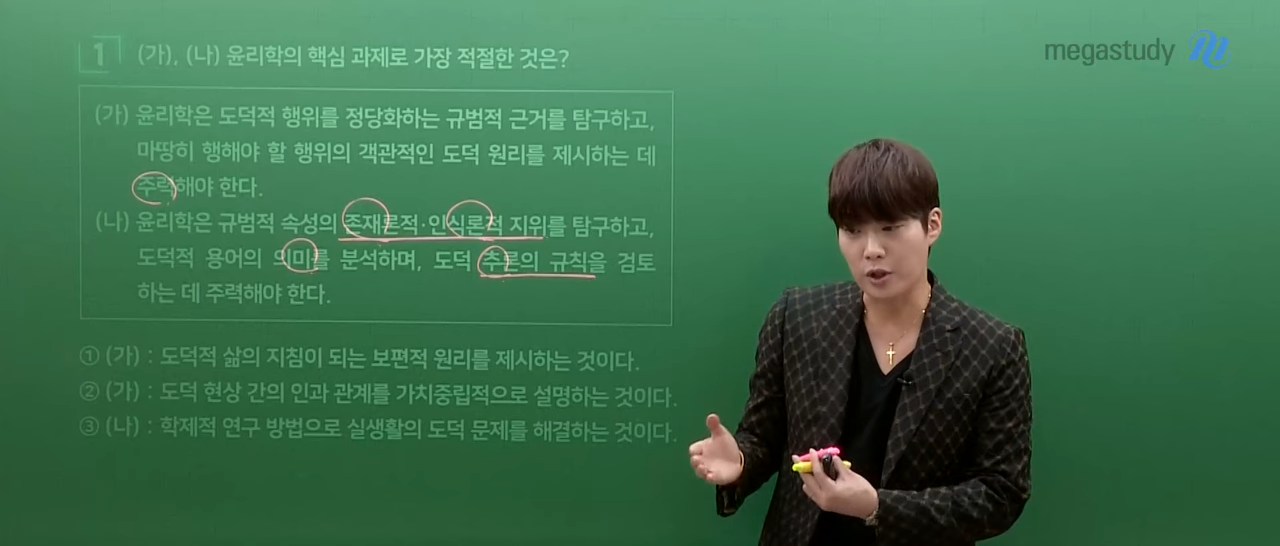 megastudy
1 (가), (나) 윤리학의 핵심 과제로 가장 적절한 것은?
(가) 윤리학은 도덕적 행위를 정당화하는 규범적 근거를 탐구하고,
마땅히 행해야 할 행위의 객관적인 도덕 원리를 제시하는 데
주력해야 한다.
(나) 윤리학은 규범적 속성의 존재론적·인식론적 지위를 탐구하고,
도덕적 용어의 의미를 분석하며, 도덕 추론의 규칙을 검토
하는 데 주력해야 한다.
① (가) : 도덕적 삶의 지침이 되는 보편적 원리를 제시하는 것이다.
② (가) : 도덕 현상 간의 인과 관계를 가치중립적으로 설명하는 것이다.
③ (나) : 학제적 연구 방법으로 실생활의 도덕 문제를 해결하는 것이다.